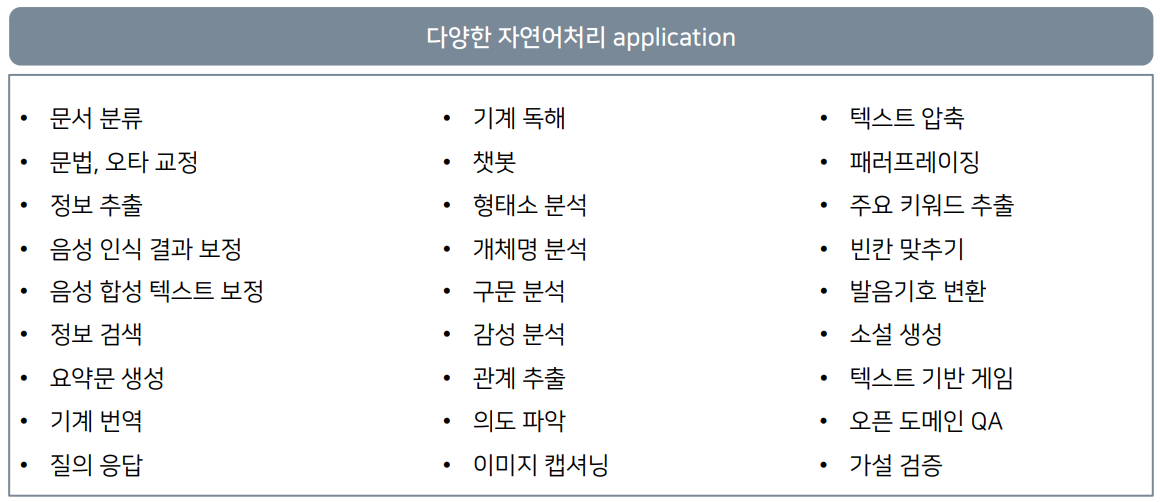 다양한 자연어처리 application
• 문서 분류
• 문법, 오타 교정
• 정보 추출
• 음성 인식 결과 보정
• 음성 합성 텍스트 보정
• 정보 검색
• 요약문 생성
• 기계 번역
• 질의 응답
• 기계 독해
• 챗봇
• 형태소 분석
• 개체명 분석
• 구문 분석
• 감성 분석
• 관계 추출
• 의도 파악
• 이미지 캡셔닝
• 텍스트 압축
• 패러프레이징
• 주요 키워드 추출
• 빈칸 맞추기
• 발음기호 변환
• 소설 생성
• 텍스트 기반 게임
• 오픈 도메인 QA
• 가설 검증